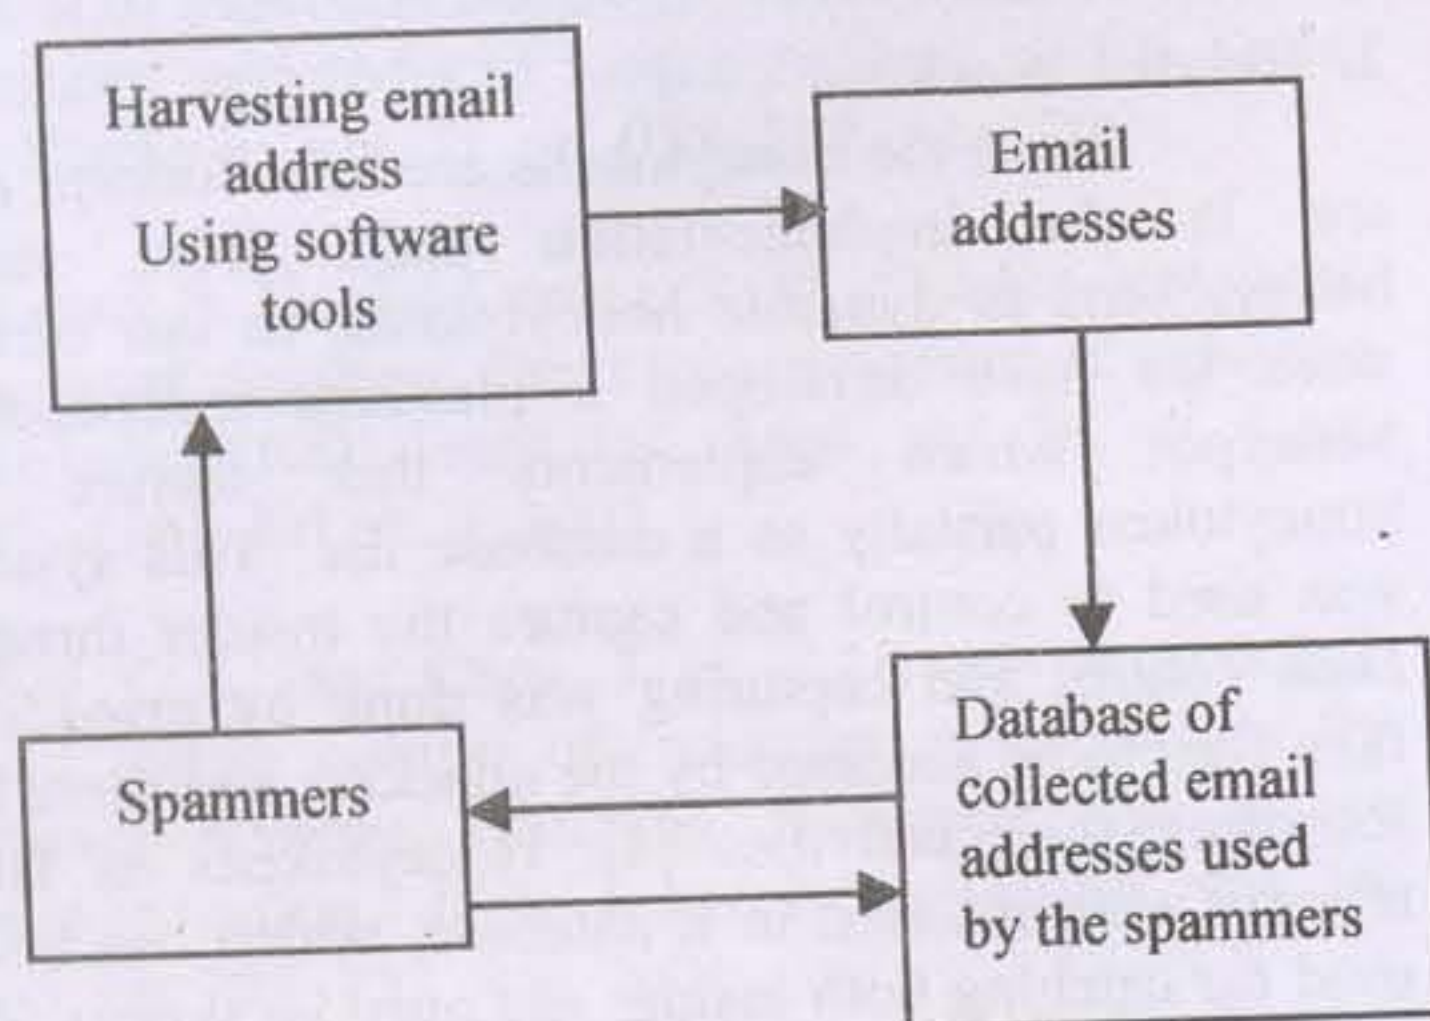 Harvesting email
address
Using software
tools
Email
addresses
Spammers
Database of
collected email
addresses used
by the spammers